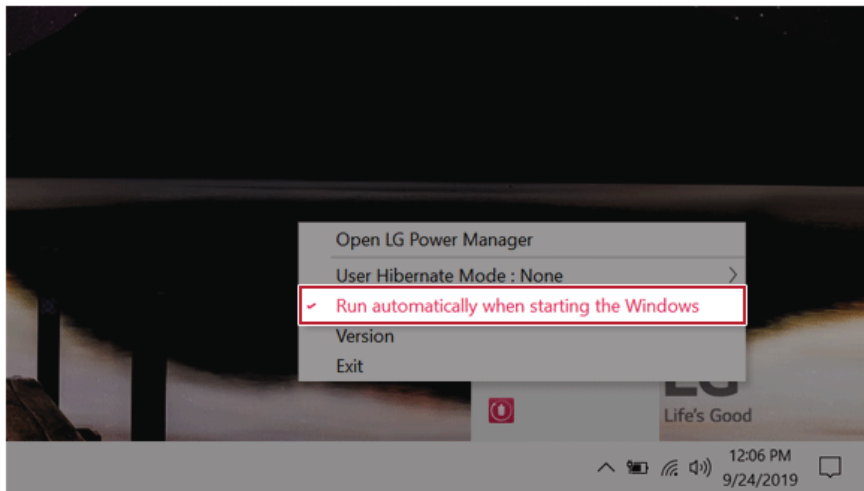 Open LG Power Manager
User Hibernate Mode : None
Run automatically when starting the Windows
Version
Exit
LG
Life's Good
12:06 PM
9/24/2019